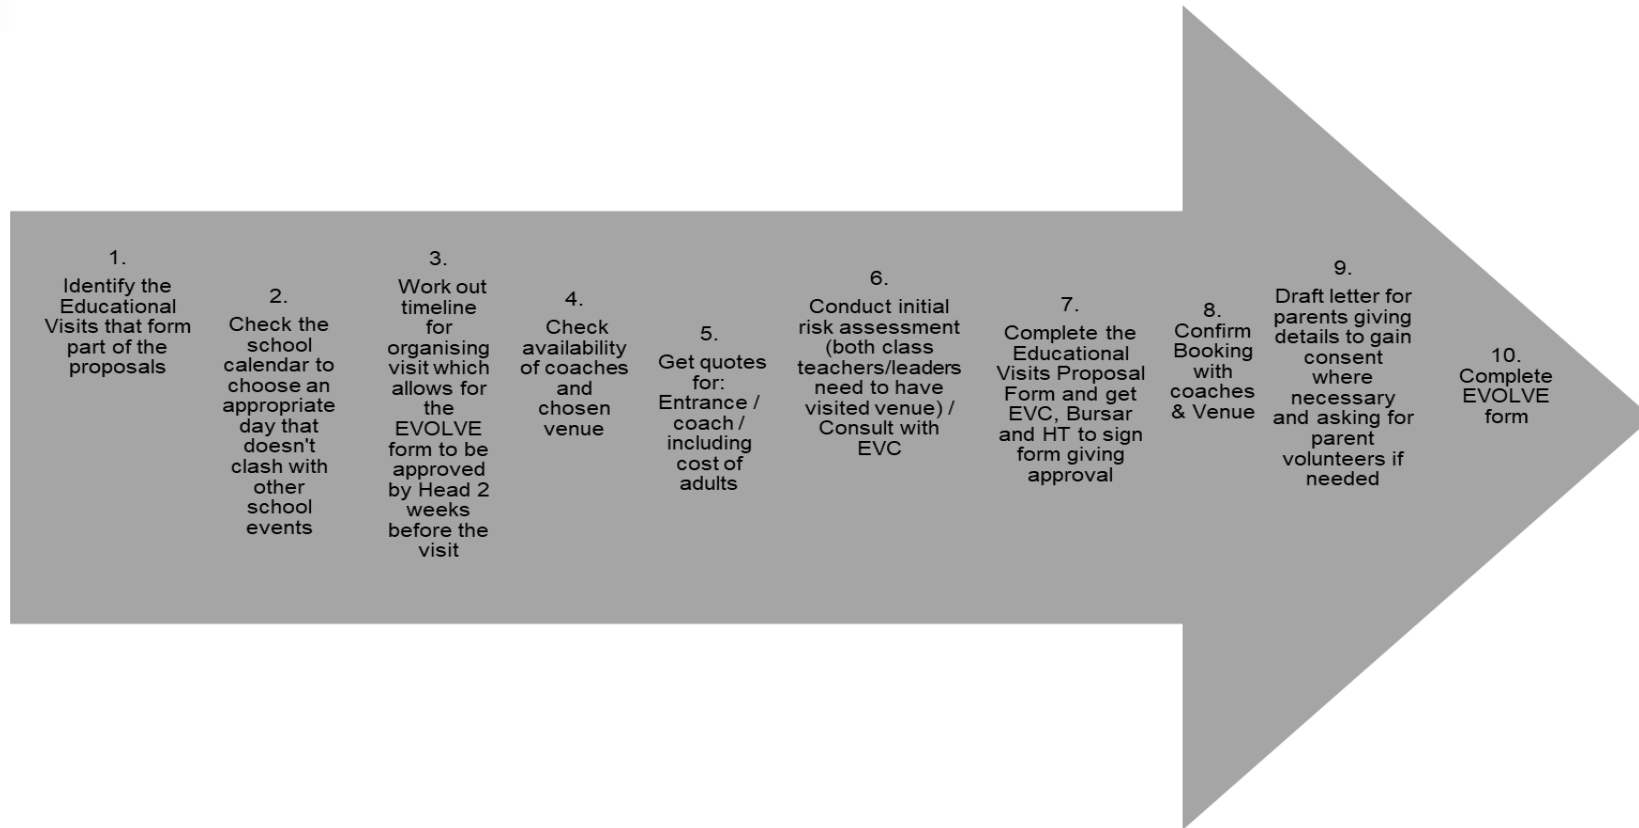 1.
Identify the
Educational
Visits that form
part of the
proposals
2.
Check the
school
calendar to
choose an
appropriate
day that
doesn't
clash with
other
school
events
3.
Work out
timeline
for
organising
visit which
allows for
the
EVOLVE
form to be
approved
by Head 2
weeks
before the
visit
4.
Check
availability
of coaches
and
chosen
venue
5.
Get quotes
for:
Entrance /
coach /
including
cost of
adults
6.
Conduct initial
risk assessment
(both class
teachers/leaders
need to have
visited venue) /
Consult with
EVC
7.
Complete the
Educational
Visits Proposal
Form and get
EVC, Bursar
and HT to sign
form giving
approval
8.
Confirm
Booking
with
coaches
& Venue
9.
Draft letter for
parents giving
details to gain
consent
where
necessary
and asking for
parent
volunteers if
needed
10.
Complete
EVOLVE
form